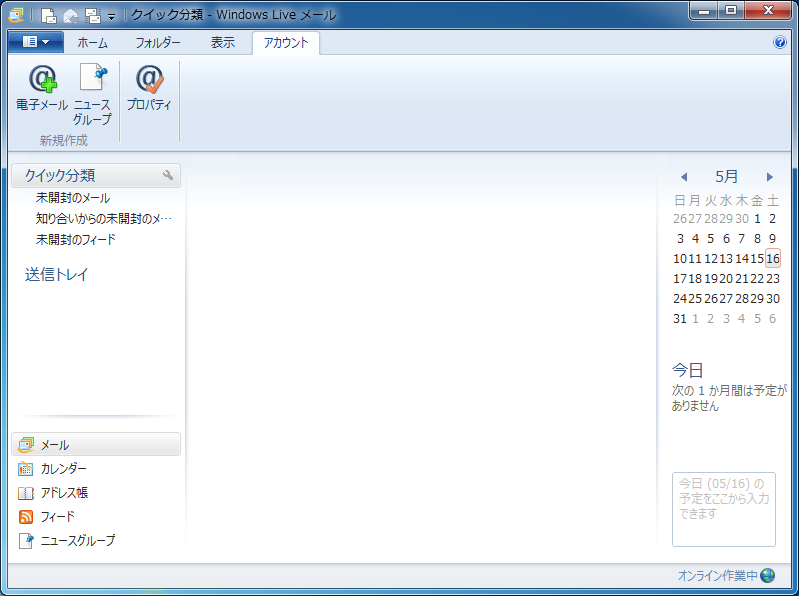 クイック分類 - Windows Live メール
ホーム フォルダー 表示 アカウント
電子メール ニュース
グループ プロパティ
新規作成
クイック分類
未開封のメール
知り合いからの未開封のメ…
未開封のフィード
送信トレイ
メール
カレンダー
アドレス帳
フィード
ニュースグループ
5月
日 月 火 水 木 金 土
26 27 28 29 30 1 2
3 4 5 6 7 8 9
10 11 12 13 14 15 16
17 18 19 20 21 22 23
24 25 26 27 28 29 30
31 1 2 3 4 5 6
今日
次の 1 か月間は予定が
ありません
今日 (05/16) の
予定をここから入力
できます
オンライン作業中